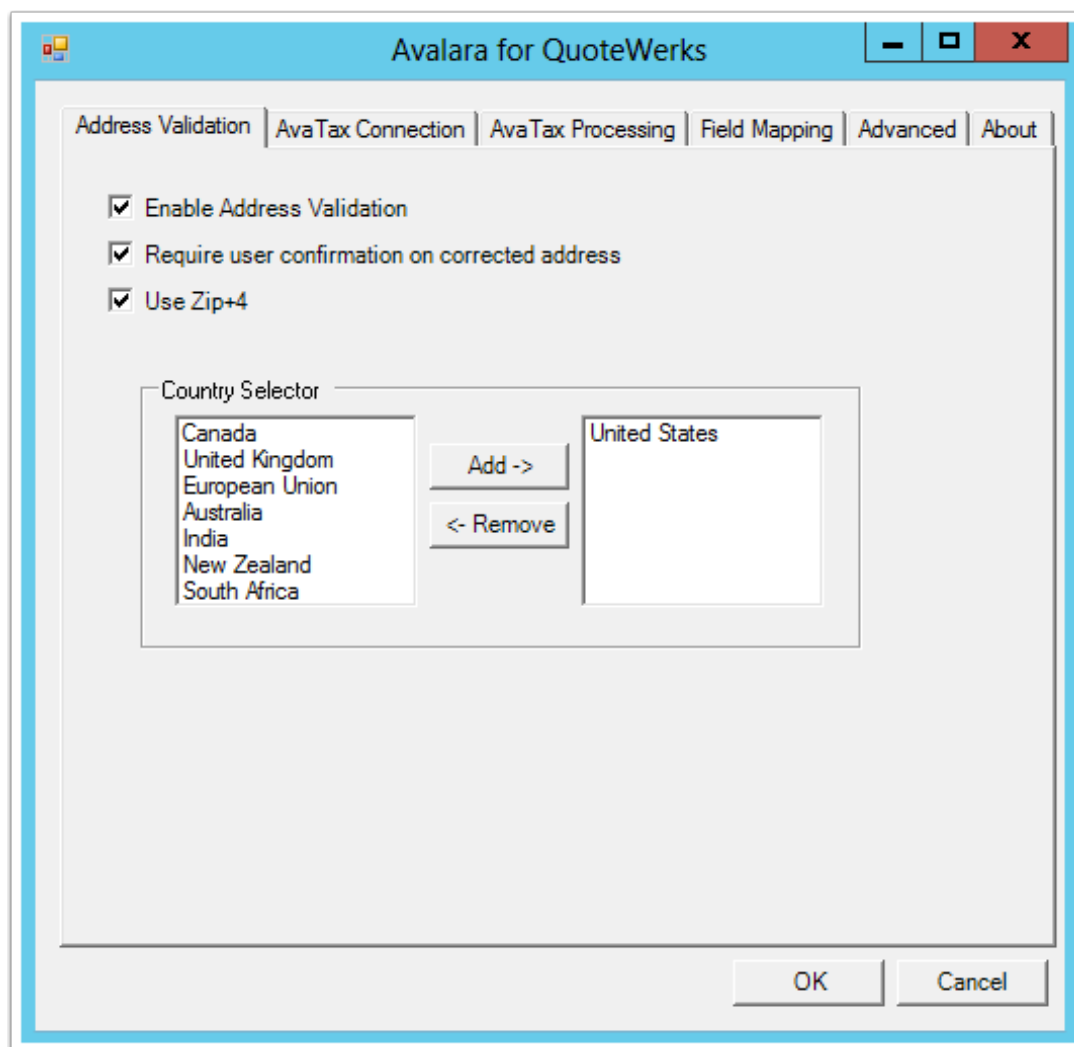 Avalara for QuoteWerks
Address Validation AvaTax Connection AvaTax Processing Field Mapping Advanced About
Enable Address Validation
Require user confirmation on corrected address
Use Zip+4
Country Selector
Canada
United Kingdom
European Union
Australia
India
New Zealand
South Africa
Add ->
<- Remove
United States
OK Cancel